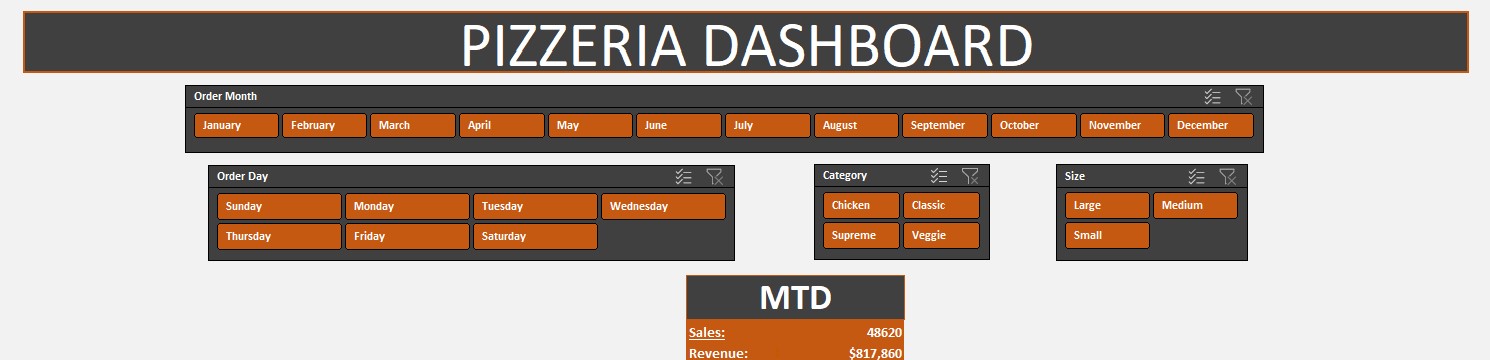 PIZZERIA DASHBOARD
Order Month
January February March April May June July August September October November December
Order Day
Sunday Monday Tuesday Wednesday
Thursday Friday Saturday
Category
Chicken Classic
Supreme Veggie
Size
Large Medium
Small
MTD
Sales: 48620
Revenue: $817,860